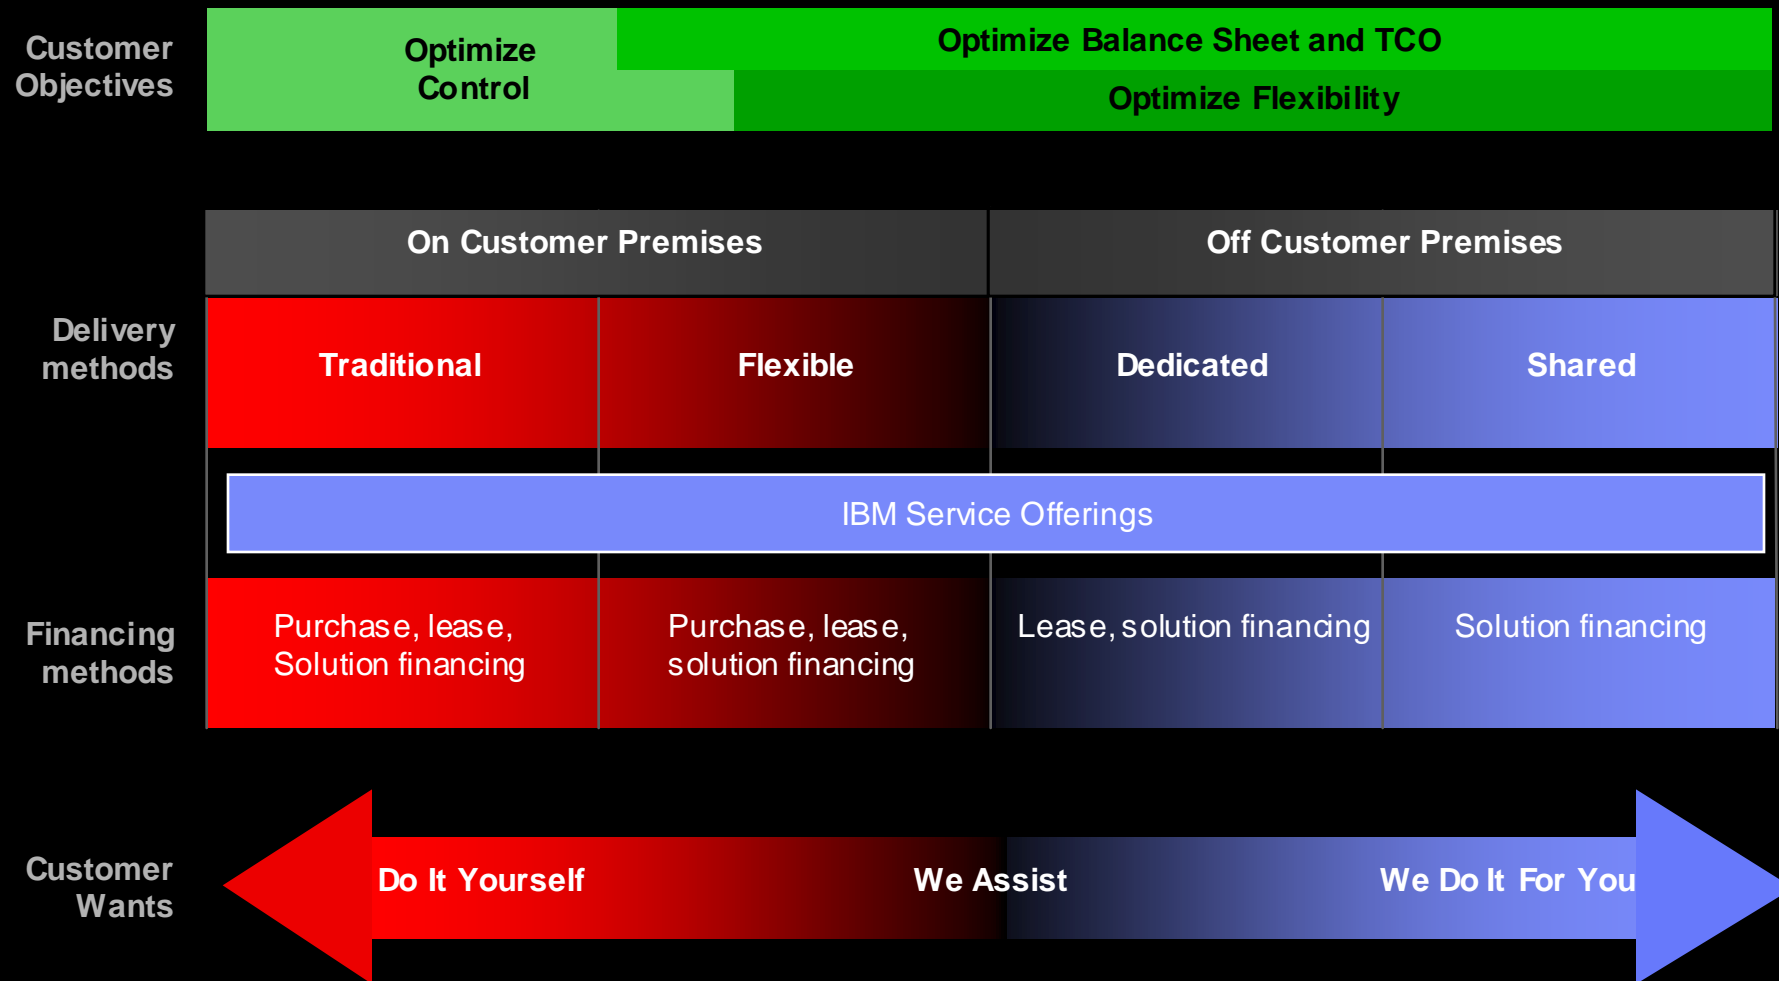 Customer
Objectives
Optimize
Control
Optimize Balance Sheet and TCO
Optimize Flexibility
On Customer Premises
Off Customer Premises
Delivery
methods
Traditional
Flexible
Dedicated
Shared
IBM Service Offerings
Financing
methods
Purchase, lease,
Solution financing
Purchase, lease,
solution financing
Lease, solution financing
Solution financing
Customer
Wants
Do It Yourself
We Assist
We Do It For You